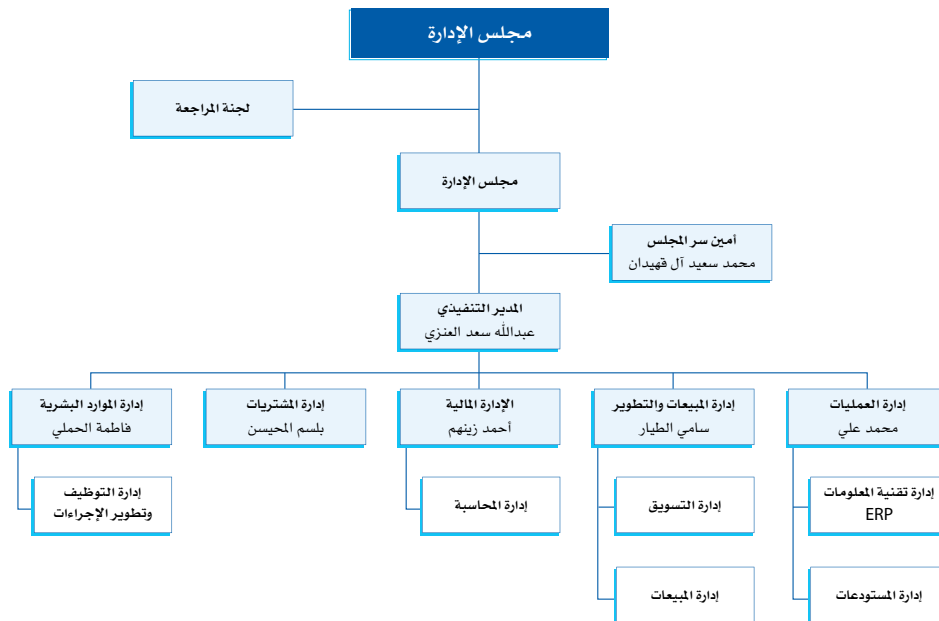 مجلس الإدارة
لجنة المراجعة
مجلس الإدارة
أمين سر المجلس
محمد سعيد آل قهيدان
المدير التنفيذي
عبدالله سعد العنزي
إدارة العمليات
محمد علي
إدارة المبيعات والتطوير
سامي الطيار
الإدارة المالية
أحمد زينهم
إدارة المشتريات
بلسم المحيسن
إدارة الموارد البشرية
فاطمة الحملي
إدارة تقنية المعلومات
ERP
إدارة التسويق
إدارة المحاسبة
إدارة التوظيف
وتطوير الإجراءات
إدارة المستودعات
إدارة المبيعات